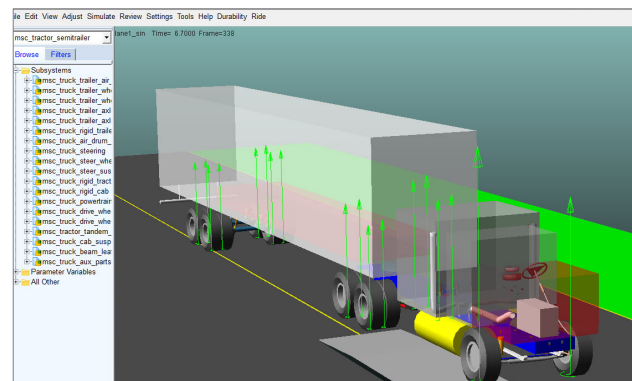 ile Edit View Adjust Simulate Review Settings Tools Help Durability Ride
msc_tractor_semitrailer
lane1_sin Time= 6.7000 Frame=338
Browse Filters
Subsystems
msc_truck_trailer_air_
msc_truck_trailer_whe
msc_truck_trailer_whe
msc_truck_trailer_axl
msc_truck_trailer_axl
msc_truck_rigid_traile
msc_truck_air_drum_
msc_truck_steering
msc_truck_steer_whe
msc_truck_steer_sus
msc_truck_rigid_tract
msc_truck_rigid_cab
msc_truck_powertrain
msc_truck_drive_whe
msc_truck_drive_whe
msc_tractor_tandem_
msc_truck_cab_susp
msc_truck_beam_lea
msc_truck_aux_parts
Parameter Variables
All Other